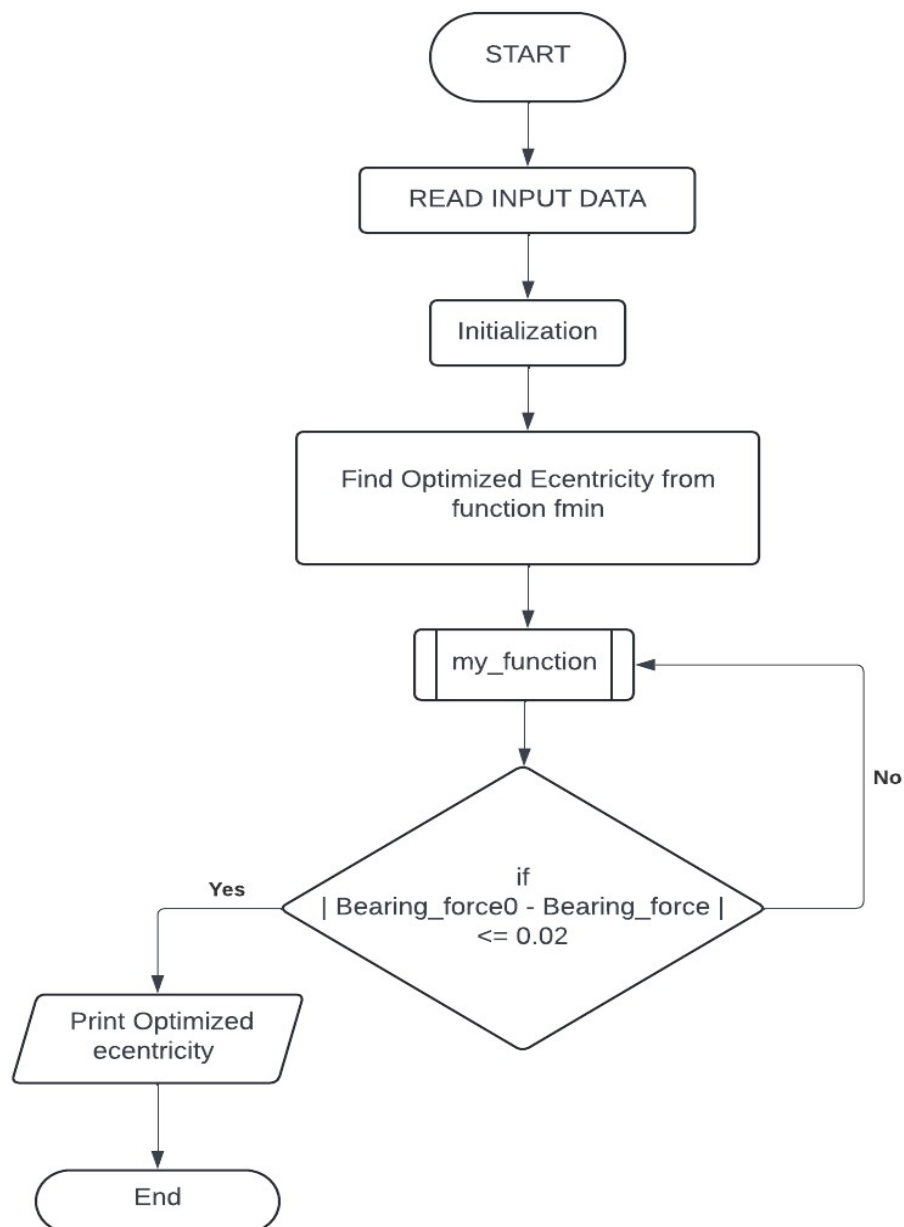 START
READ INPUT DATA
Initialization
Find Optimized Ecentricity from
function fmin
my_function
No
if
| Bearing_force0 - Bearing_force |
<= 0.02
Yes
Print Optimized
ecentricity
End